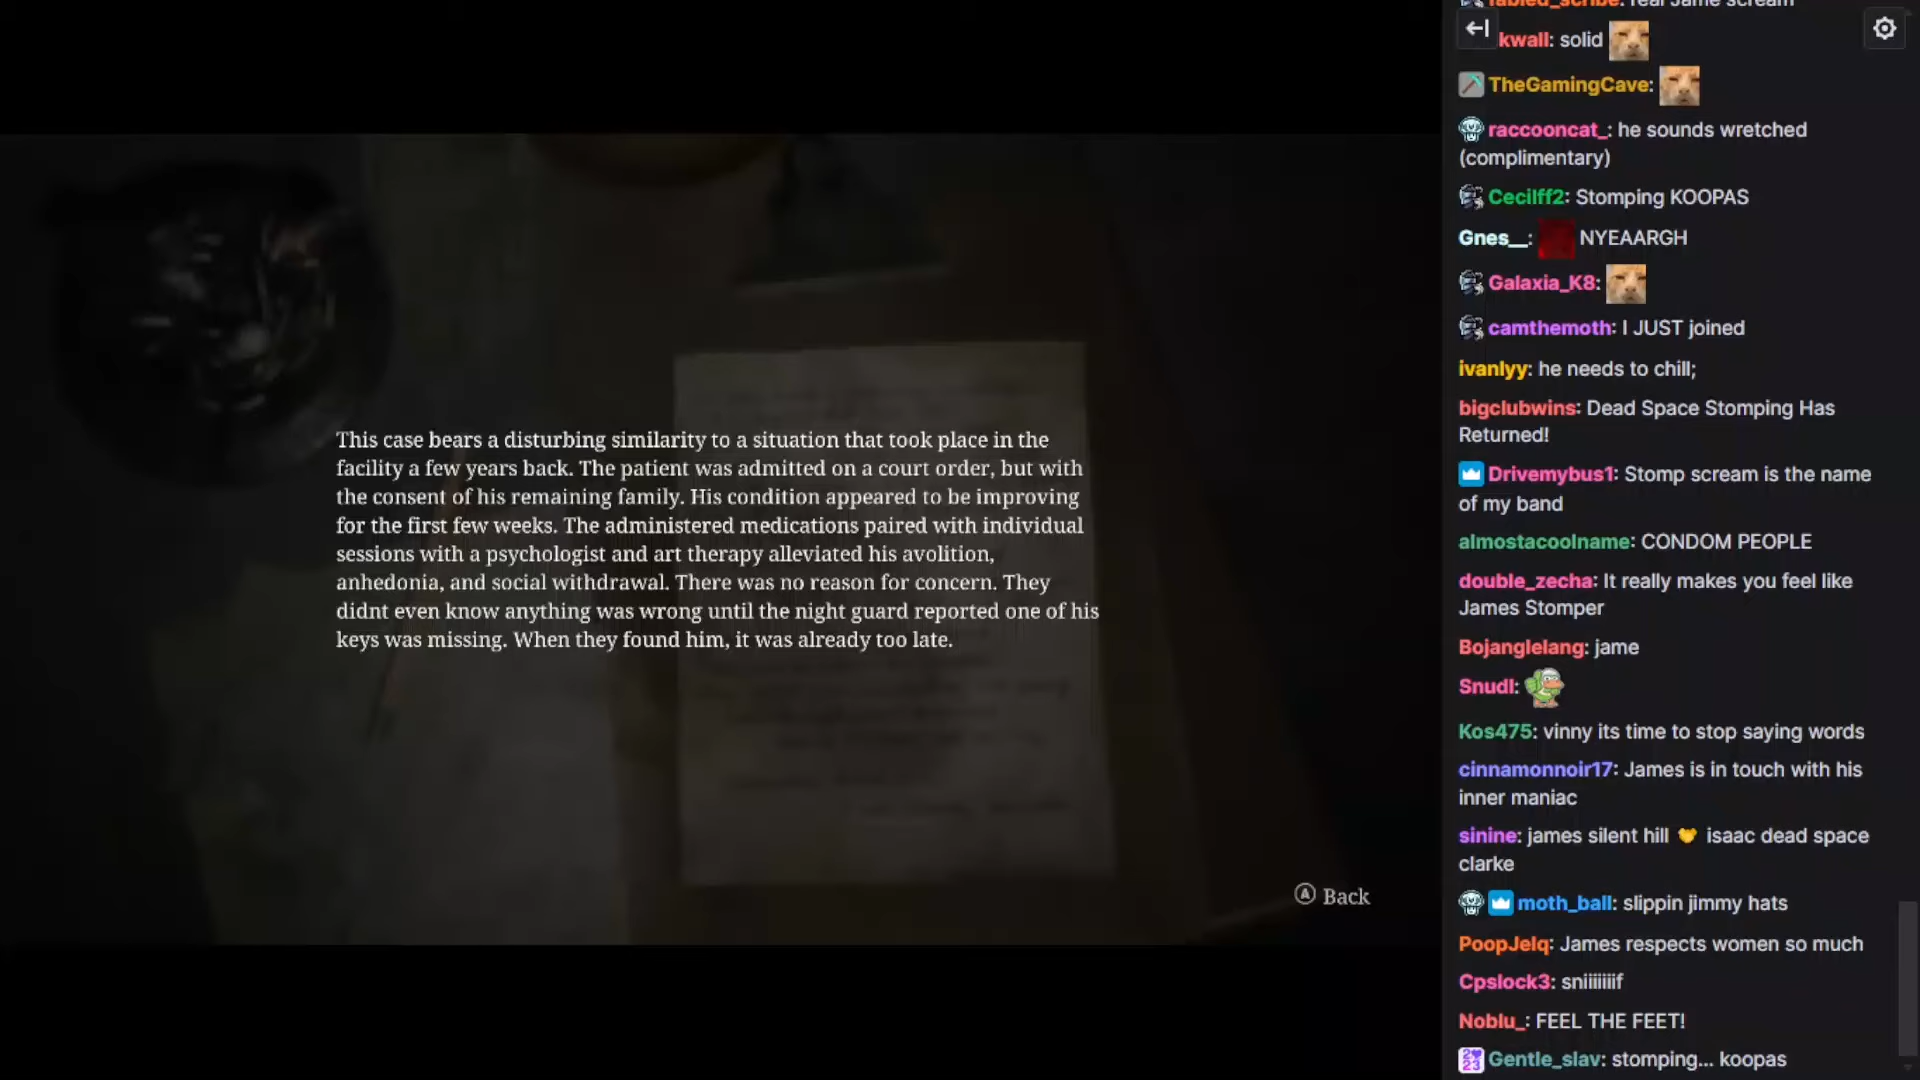 This case bears a disturbing similarity to a situation that took place in the
facility a few years back. The patient was admitted on a court order, but with
the consent of his remaining family. His condition appeared to be improving
for the first few weeks. The administered medications paired with individual
sessions with a psychologist and art therapy alleviated his avolition,
anhedonia, and social withdrawal. There was no reason for concern. They
didnt even know anything was wrong until the night guard reported one of his
keys was missing. When they found him, it was already too late.
A Back
fabled_scribe: real Jame scream
kwall: solid
TheGamingCave:
raccooncat_: he sounds wretched
(complimentary)
Cecilff2: Stomping KOOPAS
Gnes__: NYEAARGH
Galaxia_K8:
camthemoth: I JUST joined
ivanlyy: he needs to chill;
bigclubwins: Dead Space Stomping Has
Returned!
Drivemybus1: Stomp scream is the name
of my band
almostacoolname: CONDOM PEOPLE
double_zecha: It really makes you feel like
James Stomper
Bojanglelang: jame
Snudl:
Kos475: vinny its time to stop saying words
cinnamonnoir17: James is in touch with his
inner maniac
sinine: james silent hill 🤝 isaac dead space
clarke
moth_ball: slippin jimmy hats
PoopJelq: James respects women so much
Cpslock3: sniiiiiiif
Noblu_: FEEL THE FEET!
Gentle_slav: stomping... koopas